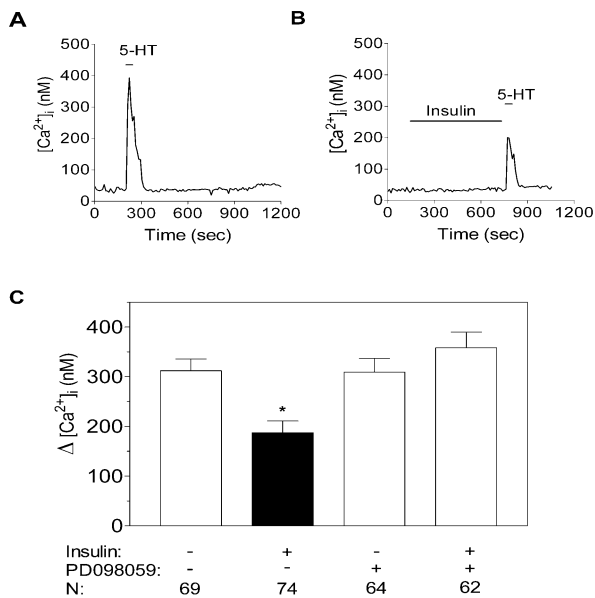 A
5-HT
[Ca2+]i (nM)
500
400
300
200
100
0
0 300 600 900 1200
Time (sec)
B
5-HT
Insulin
[Ca2+]i (nM)
500
400
300
200
100
0
0 300 600 900 1200
Time (sec)
C
Δ [Ca2+]i (nM)
400
300
200
100
0
*
Insulin: - + - +
PD098059: - - + +
N: 69 74 64 62